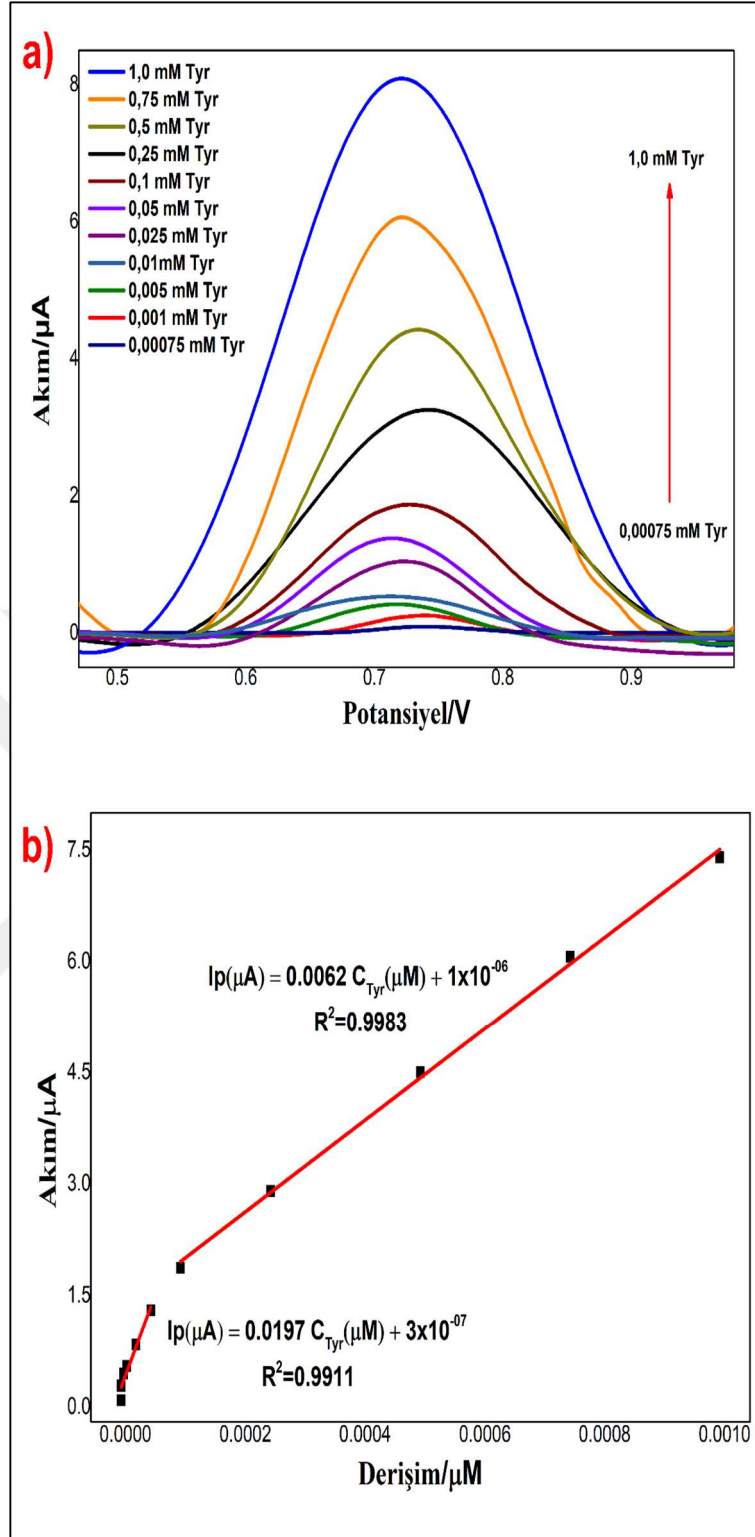 a)
1,0 mM Tyr
0,75 mM Tyr
0,5 mM Tyr
0,25 mM Tyr
0,1 mM Tyr
0,05 mM Tyr
0,025 mM Tyr
0,01mM Tyr
0,005 mM Tyr
0,001 mM Tyr
0,00075 mM Tyr
1,0 mM Tyr
0,00075 mM Tyr
8
6
4
2
0
Akım/µA
0.5 0.6 0.7 0.8 0.9
Potansiyel/V
b)
7.5
6.0
4.5
3.0
1.5
0.0
Akım/µA
Ip(µA) = 0.0062 C_Tyr(µM) + 1x10^-06
R²=0.9983
Ip(µA) = 0.0197 C_Tyr(µM) + 3x10^-07
R²=0.9911
0.0000 0.0002 0.0004 0.0006 0.0008 0.0010
Derişim/µM